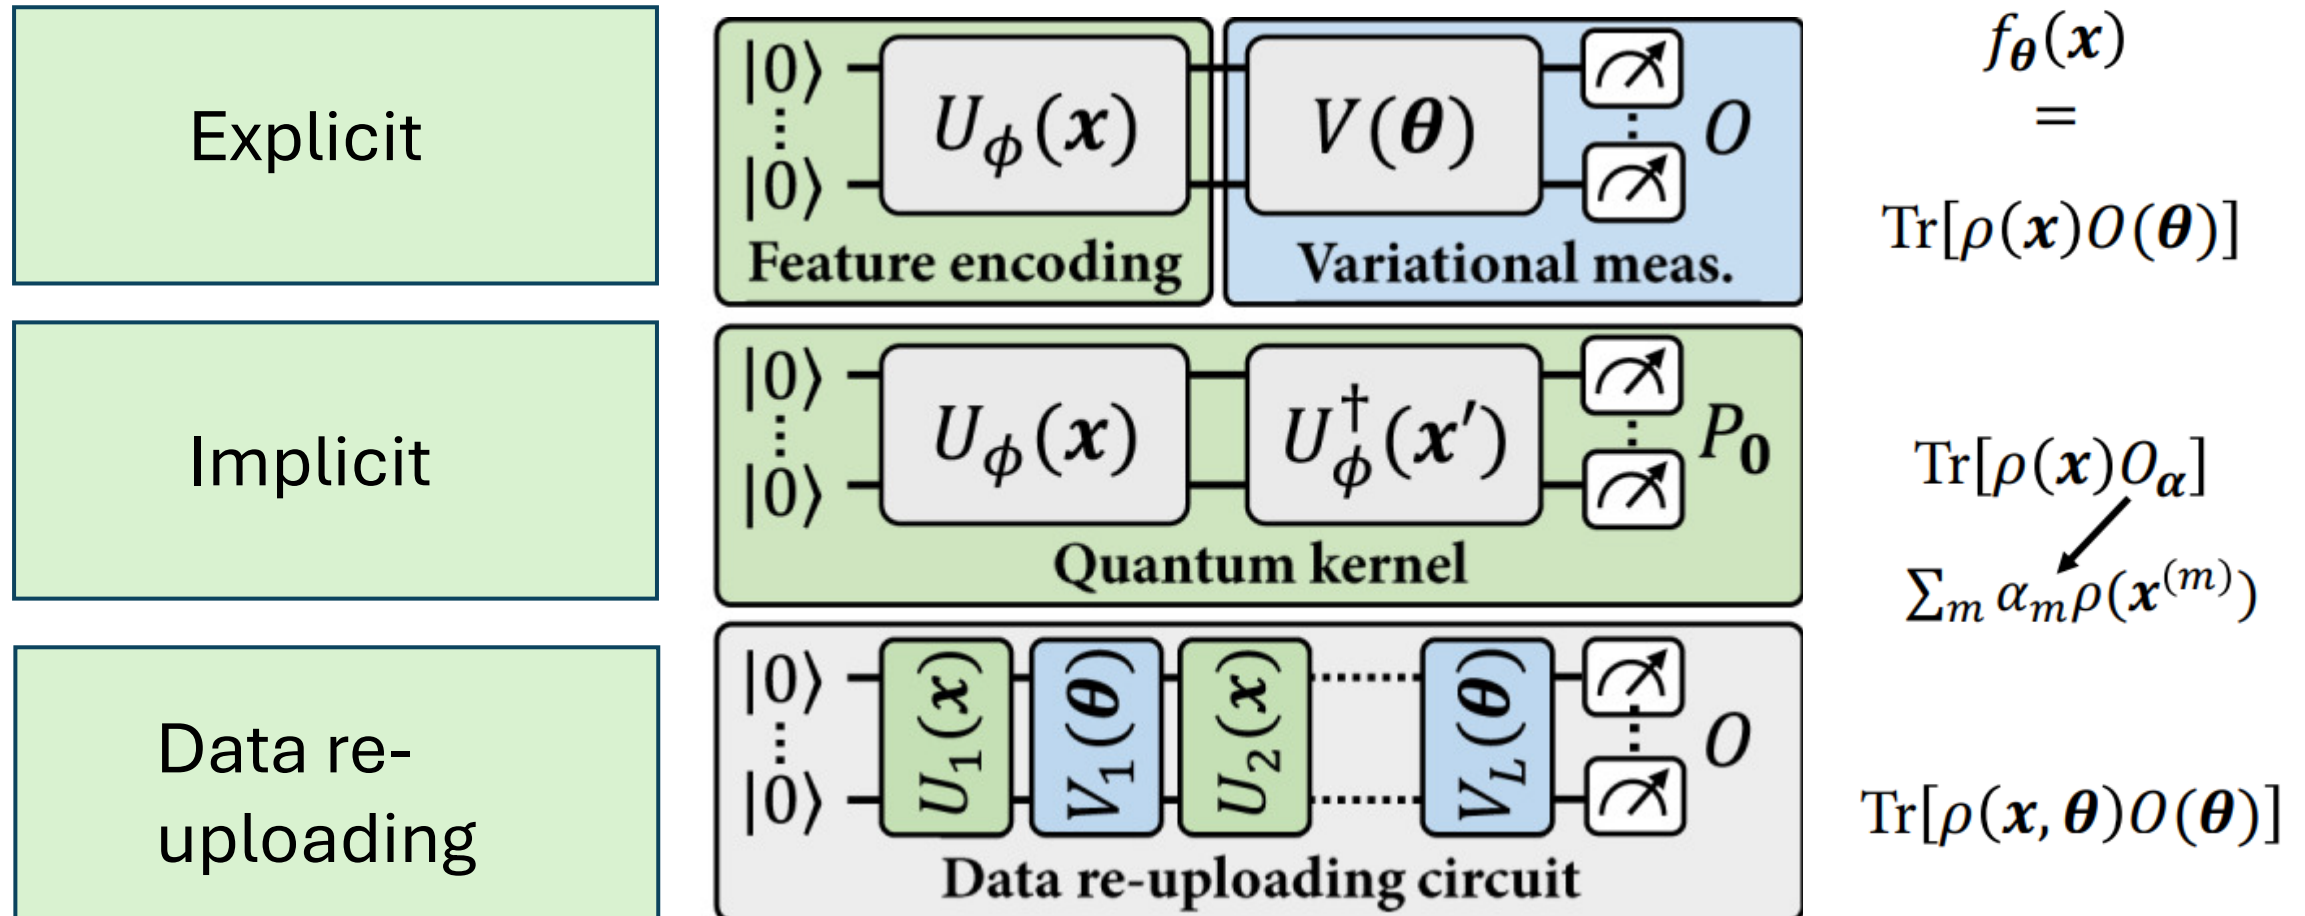 Explicit
|0⟩ U_ϕ(x) V(θ) O
|0⟩
Feature encoding Variational meas.
f_θ(x)
=
Tr[ρ(x)O(θ)]
Implicit
|0⟩ U_ϕ(x) U_ϕ^†(x′) P_0
|0⟩
Quantum kernel
Tr[ρ(x)O_α]
∑_m α_m ρ(x^(m))
Data re-
uploading
|0⟩ U_1(x) V_1(θ) U_2(x) V_L(θ) O
|0⟩
Data re-uploading circuit
Tr[ρ(x, θ)O(θ)]